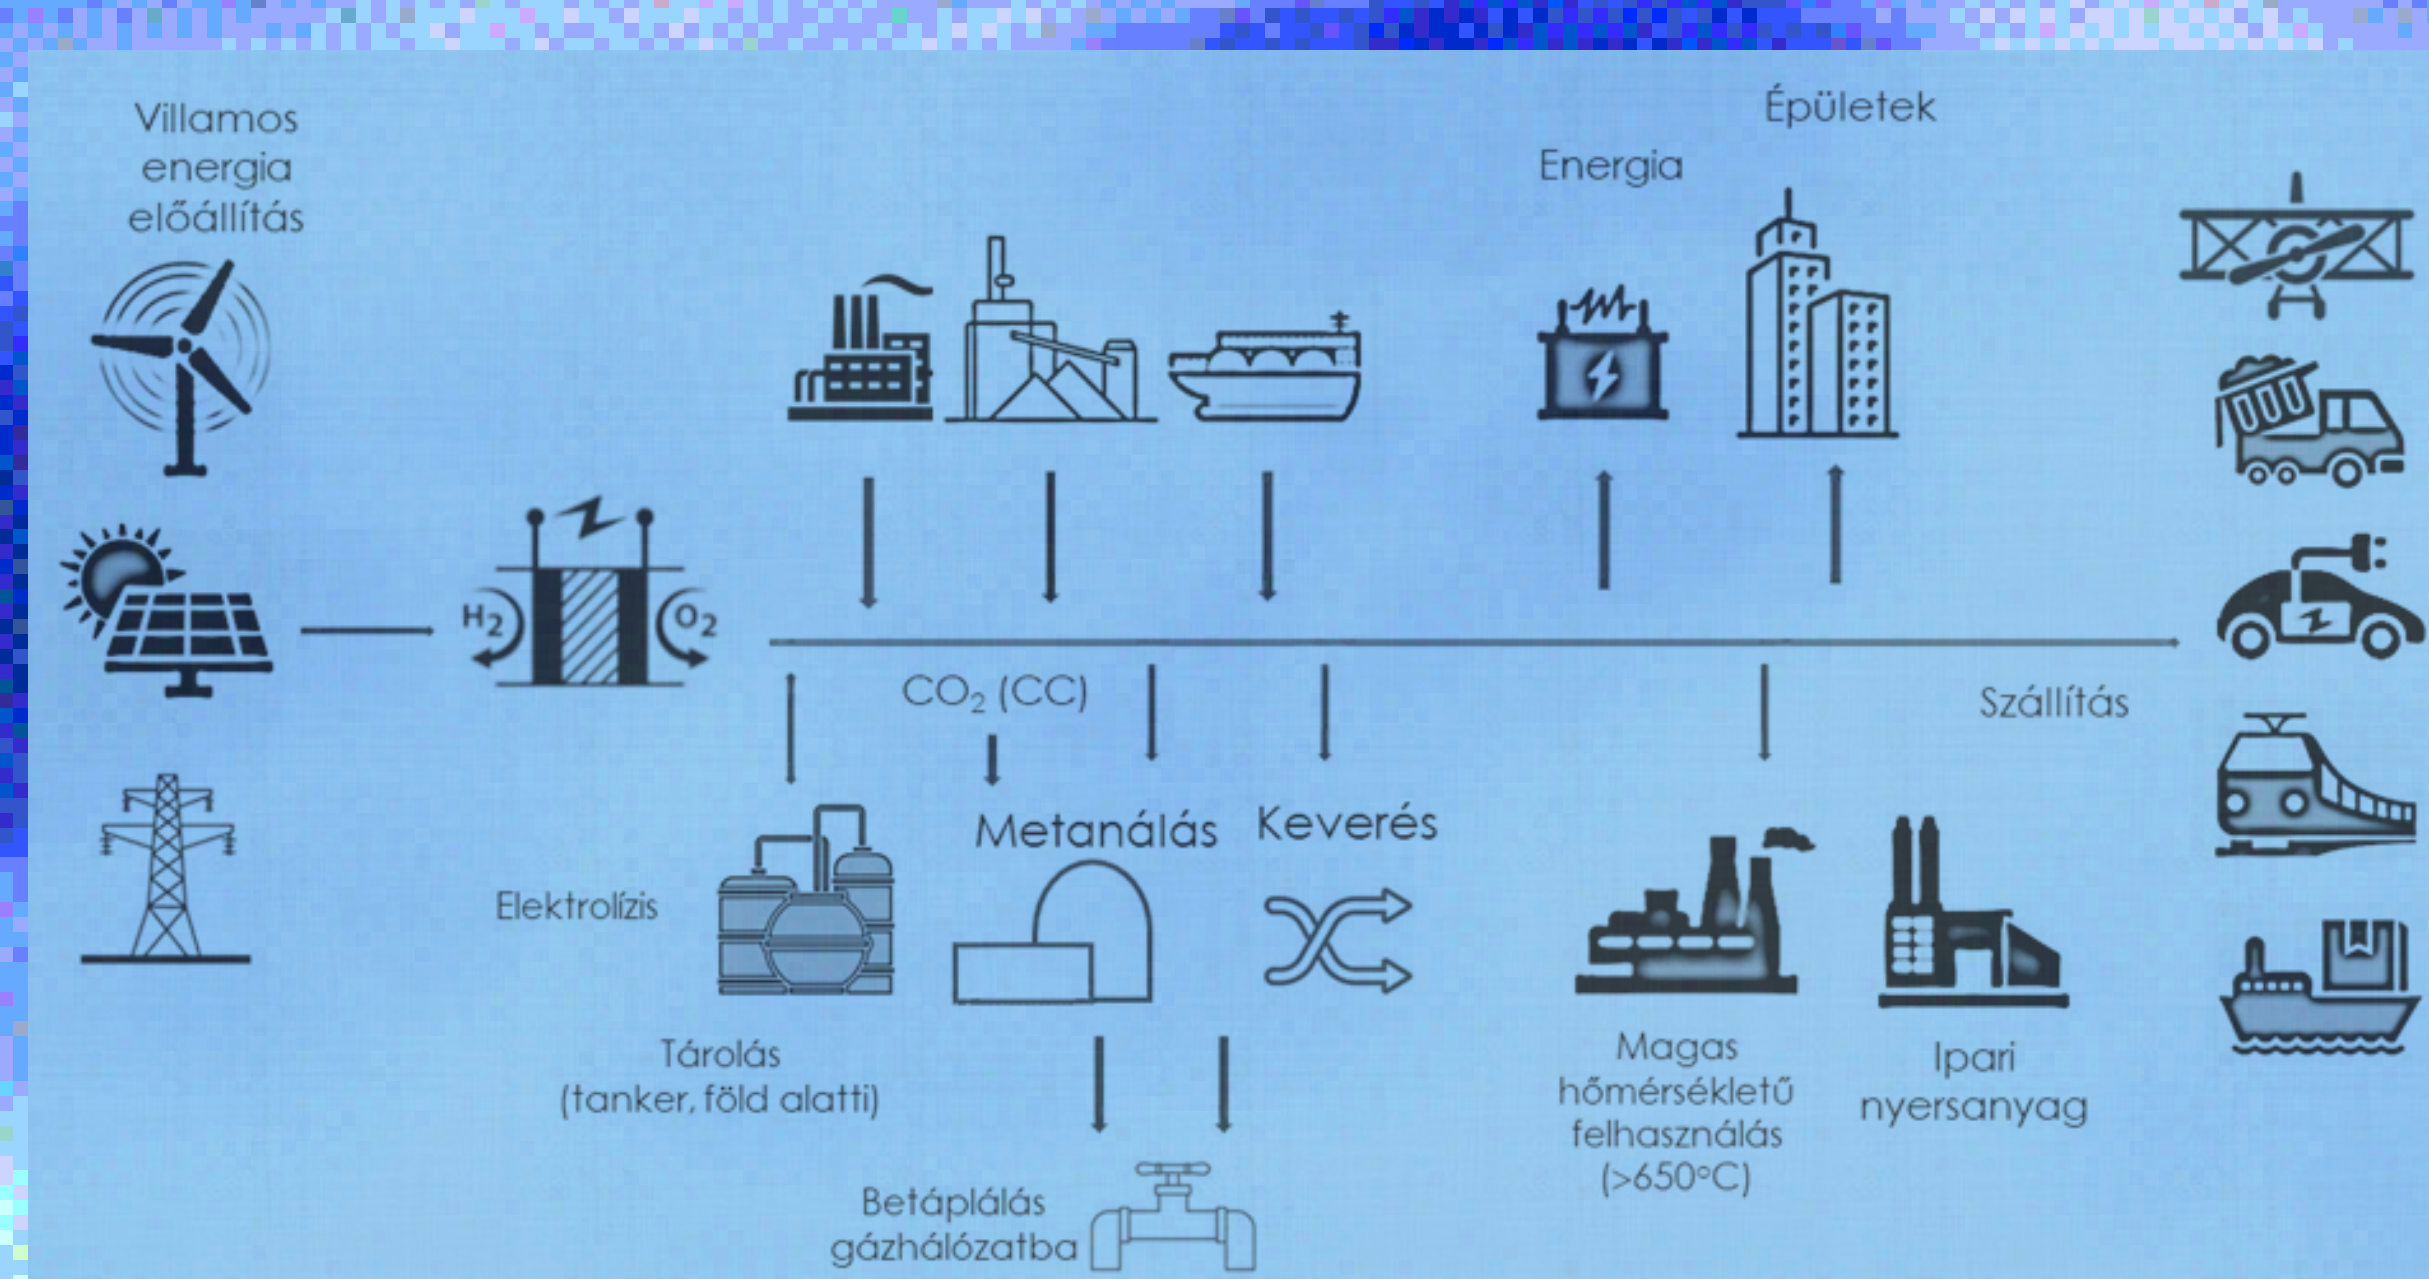 Villamos
energia
előállítás
Épületek
Energia
H2
O2
CO₂ (CC)
Szállítás
Metanálás
Keverés
Elektrolízis
Tárolás
(tanker, föld alatti)
Magas
hőmérsékletű
felhasználás
(>650°C)
Ipari
nyersanyag
Betáplálás
gázhálózatba